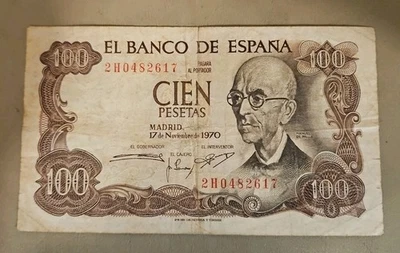 100
EL BANCO DE ESPAÑA
100
2H0482617
PAGARÁ
AL PORTADOR
CIEN
PESETAS
MADRID,
17 de Noviembre de 1970
EL GOBERNADOR
EL CAJERO
EL INTERVENTOR
2H0482617
100
100